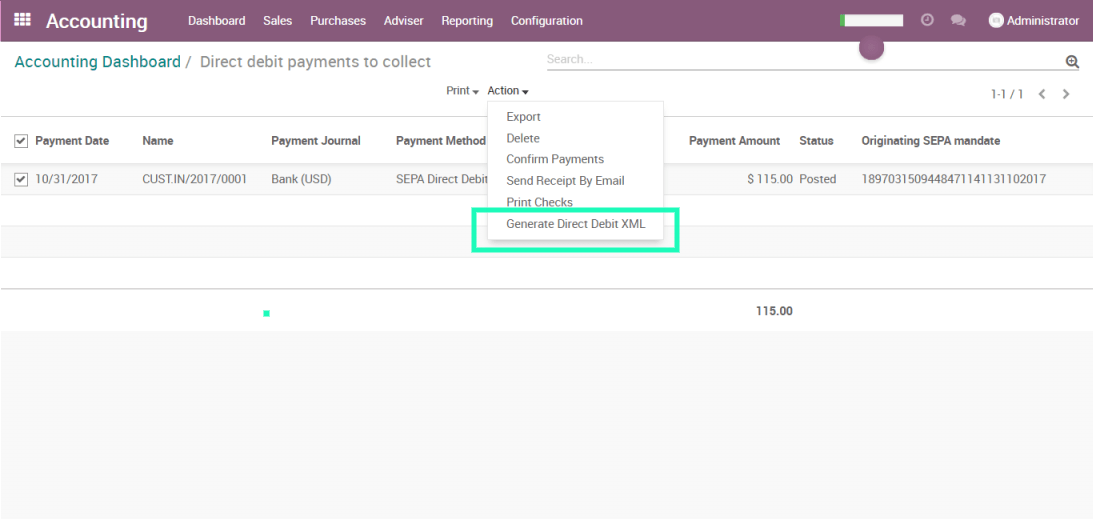 Accounting Dashboard Sales Purchases Adviser Reporting Configuration Administrator
Accounting Dashboard / Direct debit payments to collect Search...
Print Action 1-1 / 1
Export
Delete
Confirm Payments
Send Receipt By Email
Print Checks
Generate Direct Debit XML
Payment Date Name Payment Journal Payment Method Payment Amount Status Originating SEPA mandate
10/31/2017 CUST.IN/2017/0001 Bank (USD) SEPA Direct Debit $ 115.00 Posted 1897031509448471141131102017
115.00